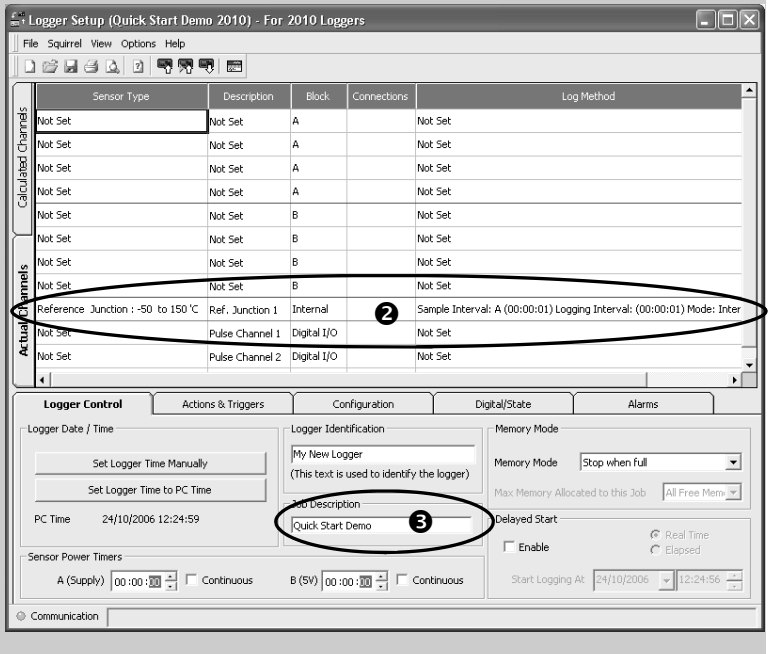 Logger Setup (Quick Start Demo 2010) - For 2010 Loggers
File Squirrel View Options Help
Sensor Type Description Block Connections Log Method
Calculated Channels
Actual Channels
Not Set Not Set A Not Set
Not Set Not Set A Not Set
Not Set Not Set A Not Set
Not Set Not Set A Not Set
Not Set Not Set B Not Set
Not Set Not Set B Not Set
Not Set Not Set B Not Set
Not Set Not Set B Not Set
Reference Junction : -50 to 150 'C Ref. Junction 1 Internal ❷ Sample Interval: A (00:00:01) Logging Interval: (00:00:01) Mode: Inter
Not Set Pulse Channel 1 Digital I/O Not Set
Not Set Pulse Channel 2 Digital I/O Not Set
Logger Control Actions & Triggers Configuration Digital/State Alarms
Logger Date / Time
Set Logger Time Manually
Set Logger Time to PC Time
PC Time 24/10/2006 12:24:59
Logger Identification
My New Logger
(This text is used to identify the logger)
Job Description
Quick Start Demo ❸
Memory Mode
Memory Mode Stop when full
Max Memory Allocated to this Job All Free Mem
Delayed Start
Enable
Real Time
Elapsed
Start Logging At 24/10/2006 12:24:56
Sensor Power Timers
A (Supply) 00:00:00 Continuous B (5V) 00:00:00 Continuous
Communication